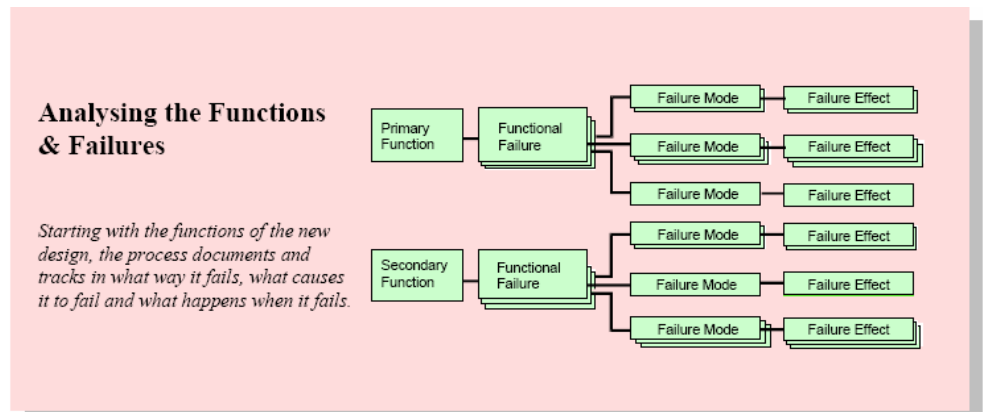 Analysing the Functions
& Failures
Starting with the functions of the new
design, the process documents and
tracks in what way it fails, what causes
it to fail and what happens when it fails.
Primary
Function
Functional
Failure
Failure Mode
Failure Effect
Failure Mode
Failure Effect
Failure Mode
Failure Effect
Secondary
Function
Functional
Failure
Failure Mode
Failure Effect
Failure Mode
Failure Effect
Failure Mode
Failure Effect